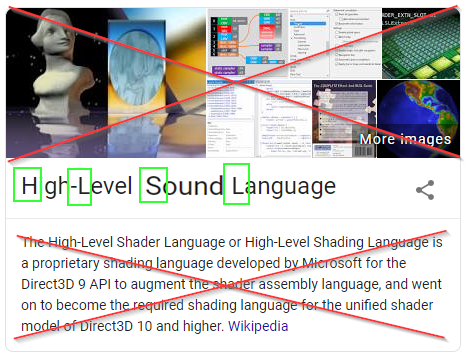 More images
High-Level Sound Language
The High-Level Shader Language or High-Level Shading Language is
a proprietary shading language developed by Microsoft for the
Direct3D 9 API to augment the shader assembly language, and went
on to become the required shading language for the unified shader
model of Direct3D 10 and higher. Wikipedia